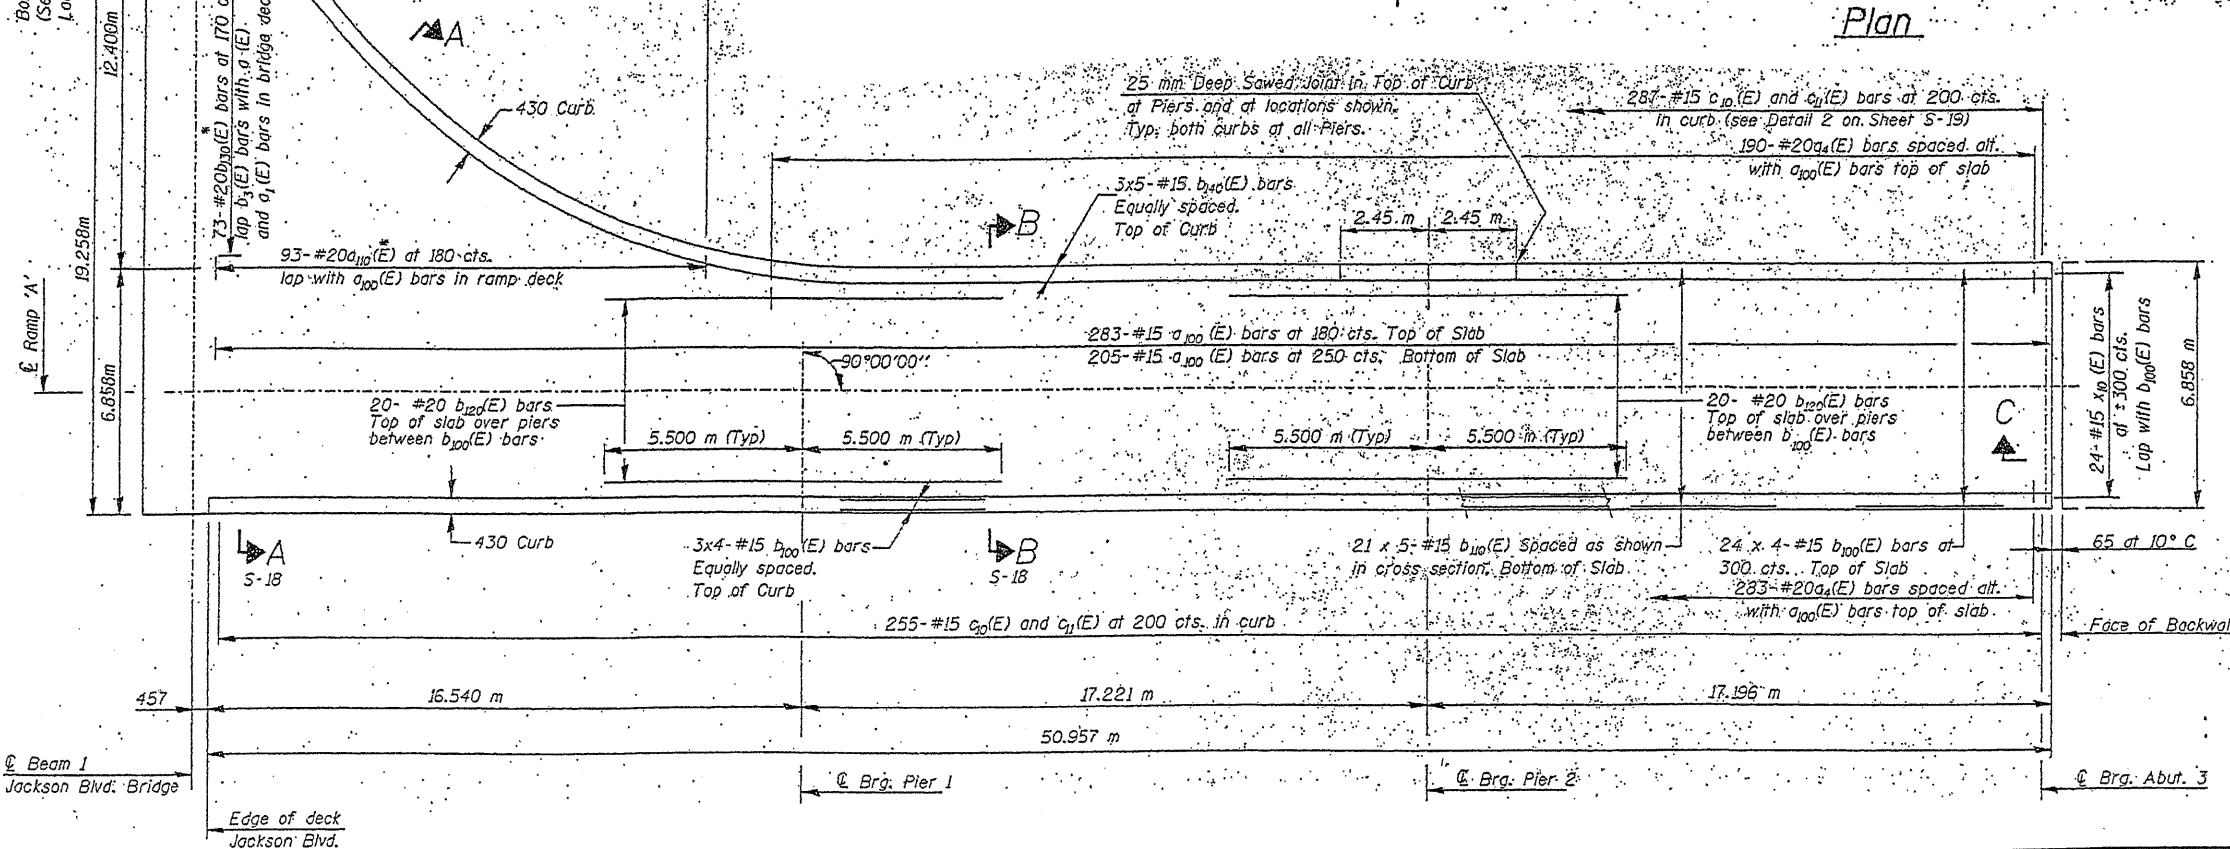 Plan
12.400m
73-#20b130(E)* bars at 170 c
lap b3(E) bars with a (E)
and a1(E) bars in bridge dec
A
430 Curb
25 mm Deep Sawed Joint in Top of Curb
at Piers and at locations shown.
Typ. both curbs at all Piers.
287-#15 c10(E) and c11(E) bars at 200 cts.
in curb (see Detail 2 on Sheet S-19)
190-#20a4(E) bars spaced alt.
with a100(E) bars top of slab
3x5-#15 b140(E) bars
Equally spaced.
Top of Curb
B
2.45 m
2.45 m
19.258m
93-#20a110(E)* at 180 cts.
lap with a100(E) bars in ramp deck
℄ Ramp 'A'
6.858m
283-#15 a100 (E) bars at 180 cts. Top of Slab
205-#15 a100 (E) bars at 250 cts. Bottom of Slab
90°00'00"
24-#15 x10 (E) bars
at ±300 cts.
Lap with b100(E) bars
6.858 m
20- #20 b120(E) bars
Top of slab over piers
between b100(E) bars
5.500 m (Typ)
5.500 m (Typ)
5.500 m (Typ)
5.500 m (Typ)
20- #20 b120(E) bars
Top of slab over piers
between b100(E) bars
C
A
S-18
430 Curb
3x4-#15 b100(E) bars
Equally spaced.
Top of Curb
B
S-18
21 x 5-#15 b110(E) Spaced as shown
in cross section, Bottom of Slab
24 x 4-#15 b100(E) bars at
300 cts. Top of Slab
283-#20a4(E) bars spaced alt.
with a100(E) bars top of slab
65 at 10° C
255-#15 c10(E) and c11(E) at 200 cts. in curb
Face of Backwal
457
16.540 m
17.221 m
17.196 m
50.957 m
℄ Beam 1
Jackson Blvd. Bridge
℄ Brg. Pier 1
℄ Brg. Pier 2
℄ Brg. Abut. 3
Edge of deck
Jackson Blvd.